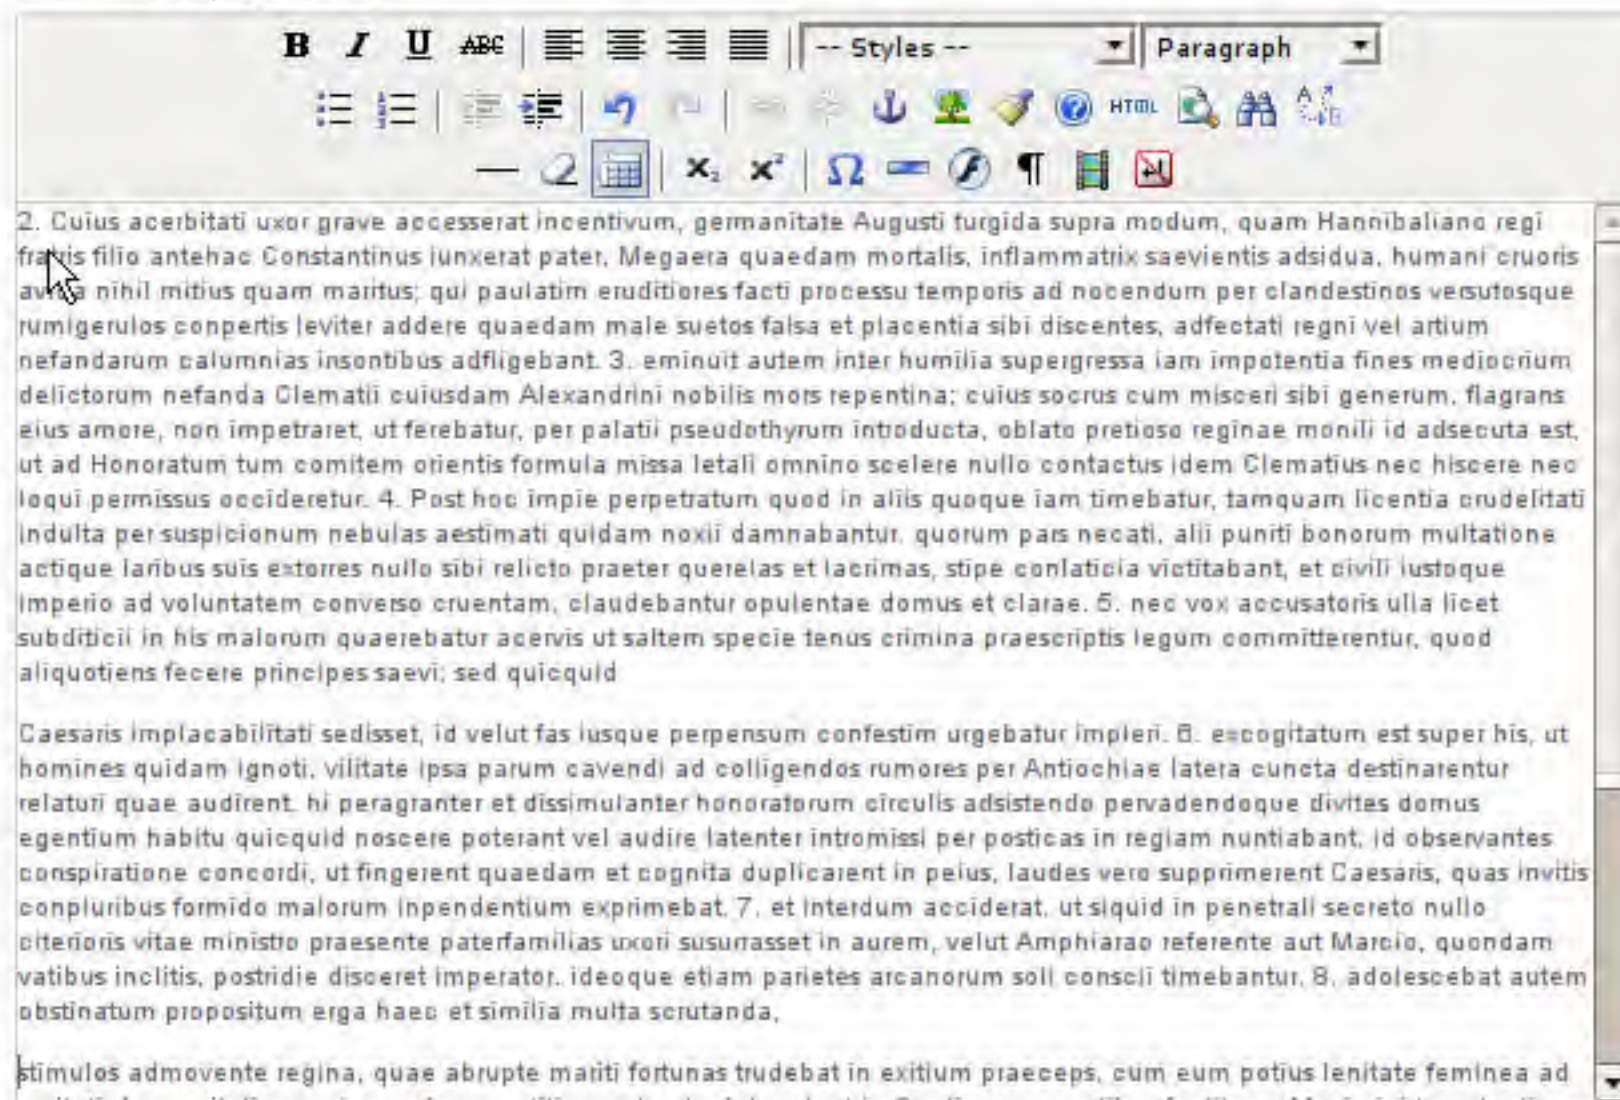 B I U ABC -- Styles -- Paragraph
HTML
2. Cuius acerbitati uxor grave accesserat incentivum, germanitate Augusti turgida supra modum, quam Hannibaliano regi
fratris filio antehac Constantinus iunxerat pater, Megaera quaedam mortalis, inflammatrix saevientis adsidua, humani cruoris
avida nihil mitius quam maritus; qui paulatim eruditiores facti processu temporis ad nocendum per clandestinos versutosque
rumigerulos conpertis leviter addere quaedam male suetos falsa et placentia sibi discentes, adfectati regni vel artium
nefandarum calumnias insontibus adfligebant. 3. eminuit autem inter humilia supergressa iam impotentia fines mediocrium
delictorum nefanda Clematii cuiusdam Alexandrini nobilis mors repentina; cuius socrus cum misceri sibi generum, flagrans
eius amore, non impetraret, ut ferebatur, per palatii pseudothyrum introducta, oblato pretioso reginae monili id adsecuta est,
ut ad Honoratum tum comitem orientis formula missa letali omnino scelere nullo contactus idem Clematius nec hiscere nec
loqui permissus occideretur. 4. Post hoc impie perpetratum quod in aliis quoque iam timebatur, tamquam licentia crudelitati
indulta per suspicionum nebulas aestimati quidam noxii damnabantur. quorum pars necati, alii puniti bonorum multatione
actique laribus suis extorres nullo sibi relicto praeter querelas et lacrimas, stipe conlaticia victitabant, et civili iustoque
imperio ad voluntatem converso cruentam, claudebantur opulentae domus et clarae. 5. nec vox accusatoris ulla licet
subditicii in his malorum quaerebatur acervis ut saltem specie tenus crimina praescriptis legum committerentur, quod
aliquotiens fecere principes saevi: sed quicquid
Caesaris implacabilitati sedisset, id velut fas iusque perpensum confestim urgebatur impleri. 6. excogitatum est super his, ut
homines quidam ignoti, vilitate ipsa parum cavendi ad colligendos rumores per Antiochiae latera cuncta destinarentur
relaturi quae audirent. hi peragranter et dissimulanter honoratorum circulis adsistendo pervadendoque divites domus
egentium habitu quicquid noscere poterant vel audire latenter intromissi per posticas in regiam nuntiabant, id observantes
conspiratione concordi, ut fingerent quaedam et cognita duplicarent in peius, laudes vero supprimerent Caesaris, quas invitis
conpluribus formido malorum inpendentium exprimebat. 7. et interdum acciderat, ut siquid in penetrali secreto nullo
citerioris vitae ministro praesente paterfamilias uxori susurrasset in aurem, velut Amphiarao referente aut Marcio, quondam
vatibus inclitis, postridie disceret imperator. ideoque etiam parietes arcanorum soli conscii timebantur. 8. adolescebat autem
obstinatum propositum erga haec et similia multa scrutanda,
stimulos admovente regina, quae abrupte mariti fortunas trudebat in exitium praeceps, cum eum potius lenitate feminea ad